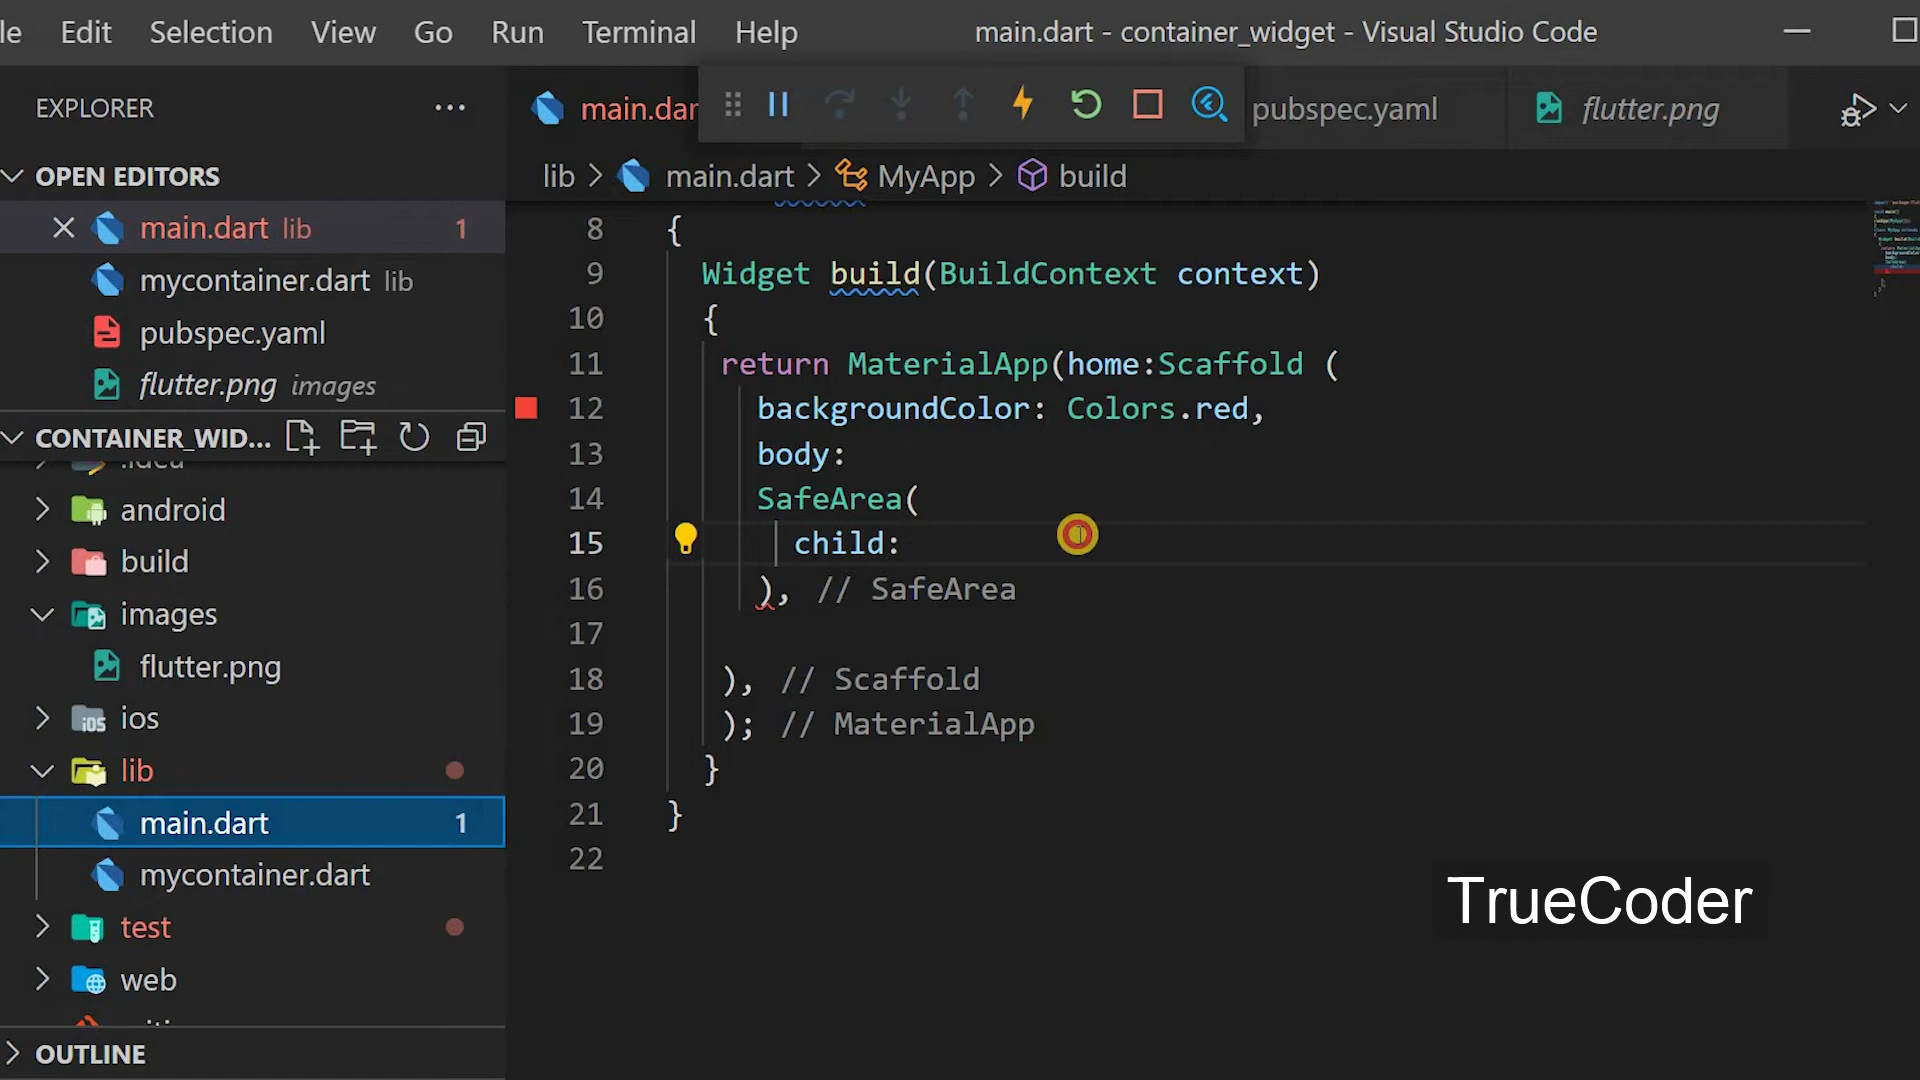 le Edit Selection View Go Run Terminal Help main.dart - container_widget - Visual Studio Code
EXPLORER
main.dar
pubspec.yaml
flutter.png
OPEN EDITORS
lib > main.dart > MyApp > build
main.dart lib 1
mycontainer.dart lib
pubspec.yaml
flutter.png images
CONTAINER_WID...
.idea
android
build
images
flutter.png
ios
lib
main.dart 1
mycontainer.dart
test
web
OUTLINE
8 {
9 Widget build(BuildContext context)
10 {
11 return MaterialApp(home:Scaffold (
12 backgroundColor: Colors.red,
13 body:
14 SafeArea(
15 child:
16 ), // SafeArea
17
18 ), // Scaffold
19 ); // MaterialApp
20 }
21 }
22
TrueCoder